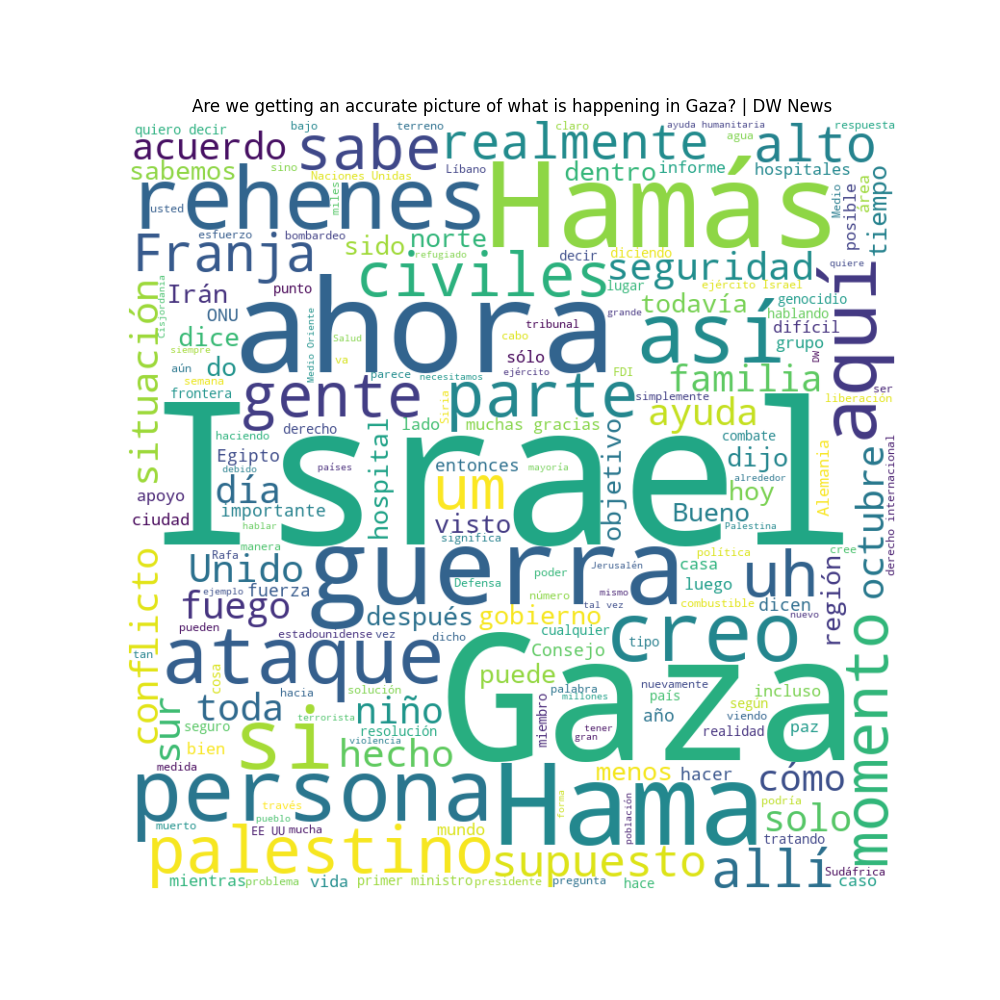 Are we getting an accurate picture of what is happening in Gaza? | DW News
quiero decir
bajo
terreno
claro
ayuda humanitaria
respuesta
acuerdo
sabe
realmente
agua
alto
sabemos
sino
Naciones Unidas
Líbano
dentro
informe
hospitales
rehenes
Hamás
usted
miles
Medio
posible
área
tiempo
esfuerzo
bombardeo
sido
norte
decir
diciendo
quiere
Franja
refugiado
civiles
lugar
seguridad
ejército Israel
Cisjordania
Irán
punto
ahora
todavía
genocidio
aquí
ONU
grande
hablando
situación
dice
Medio Oriente
Salud
tribunal
así
difícil
siempre
cabo
grupo
DW
aún
do
va
parece
necesitamos
sólo
ejército
FDI
familia
semana
gente
Siria
parte
simplemente
ser
frontera
ayuda
liberación
Israel
haciendo
derecho
lado
muchas gracias
combate
hospital
objetivo
Egipto
debido
países
entonces
mayoría
dijo
alrededor
Alemania
octubre
derecho internacional
apoyo
día
um
hoy
ciudad
importante
visto
Bueno
Palestina
hablar
significa
conflicto
manera
Rafa
guerra
política
cree
Unido
Defensa
poder
Jerusalén
casa
uh
región
momento
ejemplo
fuerza
número
mismo
luego
fuego
después
gobierno
tal vez
combustible
dicen
nuevo
pueden
estadounidense
vez
dicho
cualquier
creo
tipo
tan
ataque
Gaza
Consejo
cosa
hacia
solución
puede
palabra
nuevamente
país
incluso
sur
toda
niño
miembro
millones
año
según
terrorista
tener
viendo
seguro
si
resolución
gran
realidad
paz
bien
violencia
hecho
medida
persona
Hama
menos
hacer
cómo
través
forma
población
podría
pueblo
solo
muerto
EE UU
mucha
mundo
tratando
palestino
supuesto
allí
Sudáfrica
mientras
problema
vida
primer ministro
presidente
pregunta
hace
caso